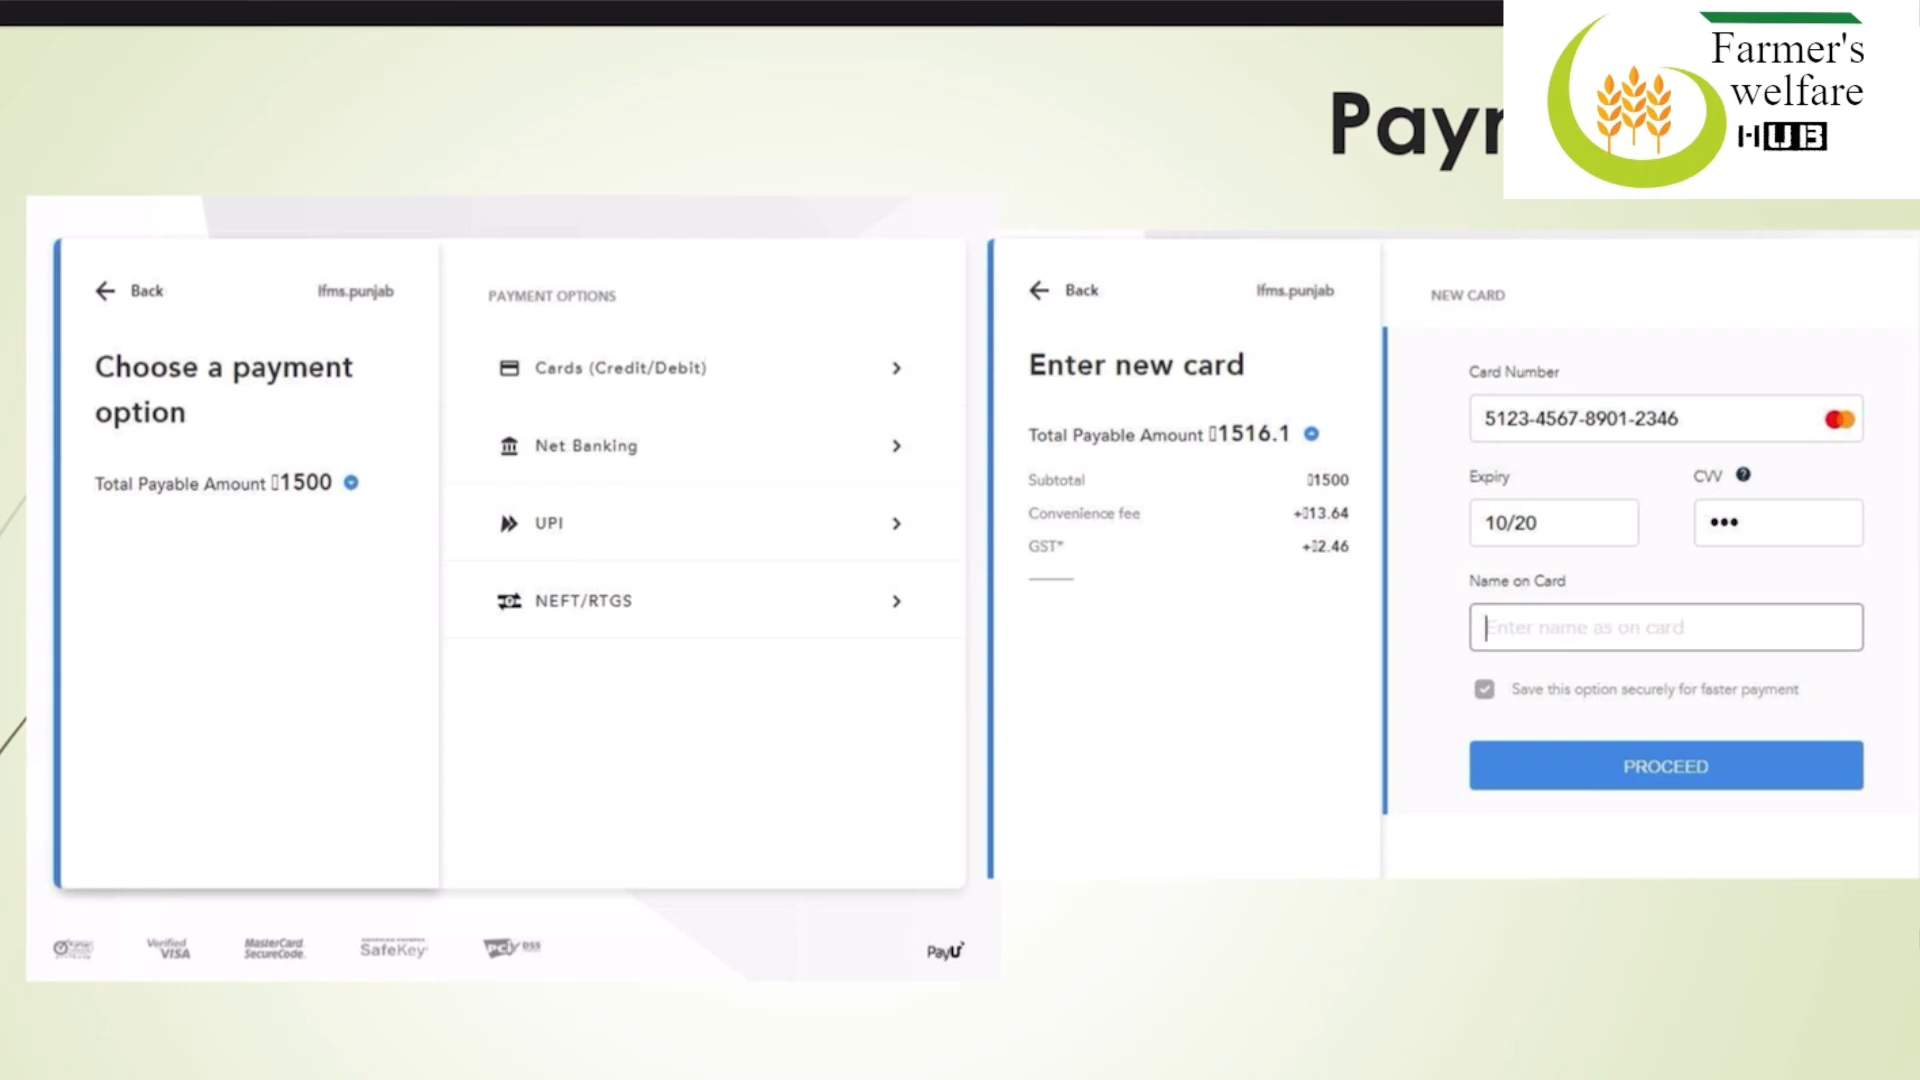 Farmer's
welfare
HUB
Paym
Back
lfms.punjab
Choose a payment
option
Total Payable Amount ▯1500
PAYMENT OPTIONS
Cards (Credit/Debit)
Net Banking
UPI
NEFT/RTGS
Verified
VISA
MasterCard
SecureCode
SafeKey
PCI DSS
PayU
Back
lfms.punjab
Enter new card
Total Payable Amount ▯1516.1
Subtotal ▯1500
Convenience fee +▯13.64
GST* +▯2.46
NEW CARD
Card Number
5123-4567-8901-2346
Expiry
CVV ?
10/20
•••
Name on Card
Enter name as on card
Save this option securely for faster payment
PROCEED